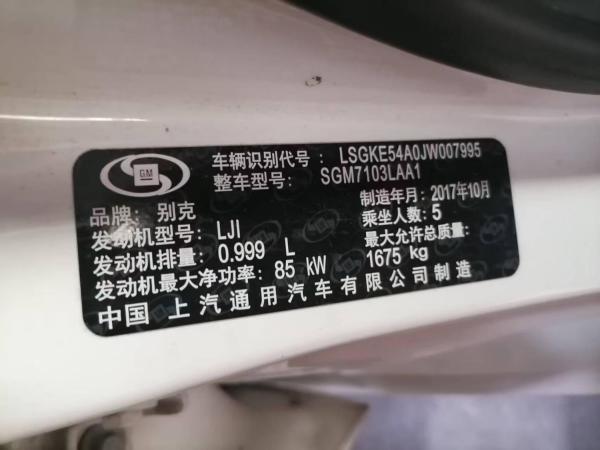 GM
车辆识别代号: LSGKE54A0JW007995
整车型号: SGM7103LAA1
品牌: 别克
制造年月: 2017年10月
发动机型号: LJI
乘坐人数: 5
发动机排量: 0.999 L
最大允许总质量:
1675 kg
发动机最大净功率: 85 kW
中国 上汽通用汽车有限公司制造